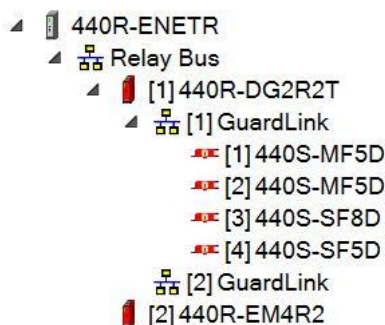 440R-ENETR
Relay Bus
[1] 440R-DG2R2T
[1] GuardLink
[1] 440S-MF5D
[2] 440S-MF5D
[3] 440S-SF8D
[4] 440S-SF5D
[2] GuardLink
[2] 440R-EM4R2